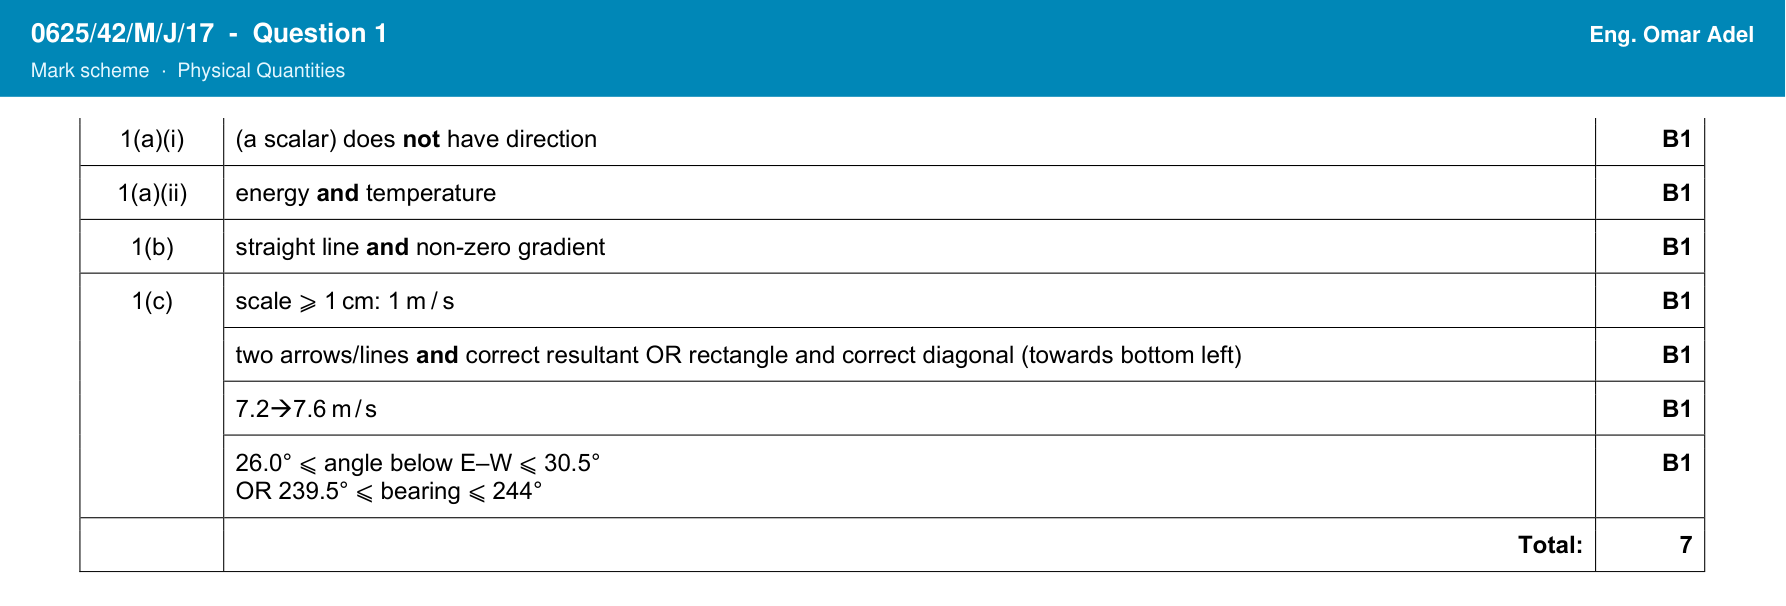 0625/42/M/J/17 - Question 1
Eng. Omar Adel
Mark scheme · Physical Quantities
1(a)(i) (a scalar) does not have direction B1
1(a)(ii) energy and temperature B1
1(b) straight line and non-zero gradient B1
1(c) scale ⩾ 1 cm: 1 m / s B1
two arrows/lines and correct resultant OR rectangle and correct diagonal (towards bottom left) B1
7.2→7.6 m / s B1
26.0° ⩽ angle below E–W ⩽ 30.5° B1
OR 239.5° ⩽ bearing ⩽ 244°
Total: 7